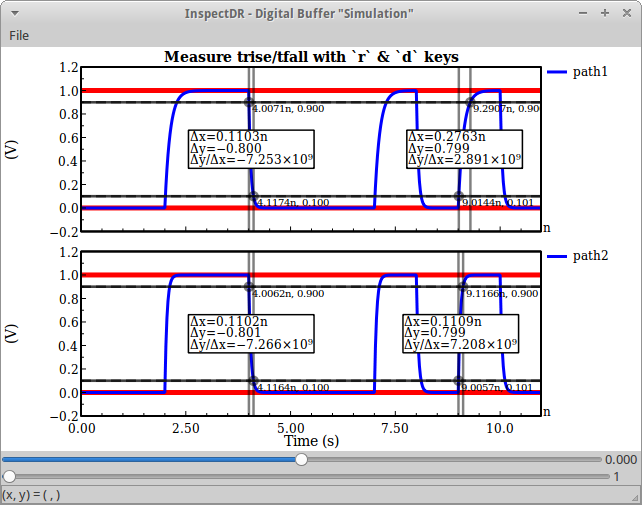 InspectDR - Digital Buffer "Simulation"
File
Measure trise/tfall with `r` & `d` keys
1.2
1.0
0.8
0.6
0.4
0.2
0.0
−0.2
(V)
path1
4.0071n, 0.900
9.2907n, 0.90
Δx=0.1103n
Δy=−0.800
Δy/Δx=−7.253×10⁹
Δx=0.2763n
Δy=0.799
Δy/Δx=2.891×10⁹
4.1174n, 0.100
9.0144n, 0.101
n
1.2
1.0
0.8
0.6
0.4
0.2
0.0
−0.2
(V)
path2
4.0062n, 0.900
9.1166n, 0.900
Δx=0.1102n
Δy=−0.801
Δy/Δx=−7.266×10⁹
Δx=0.1109n
Δy=0.799
Δy/Δx=7.208×10⁹
4.1164n, 0.100
9.0057n, 0.101
n
0.00 2.50 5.00 7.50 10.0
Time (s)
0.000
1
(x, y) = ( , )